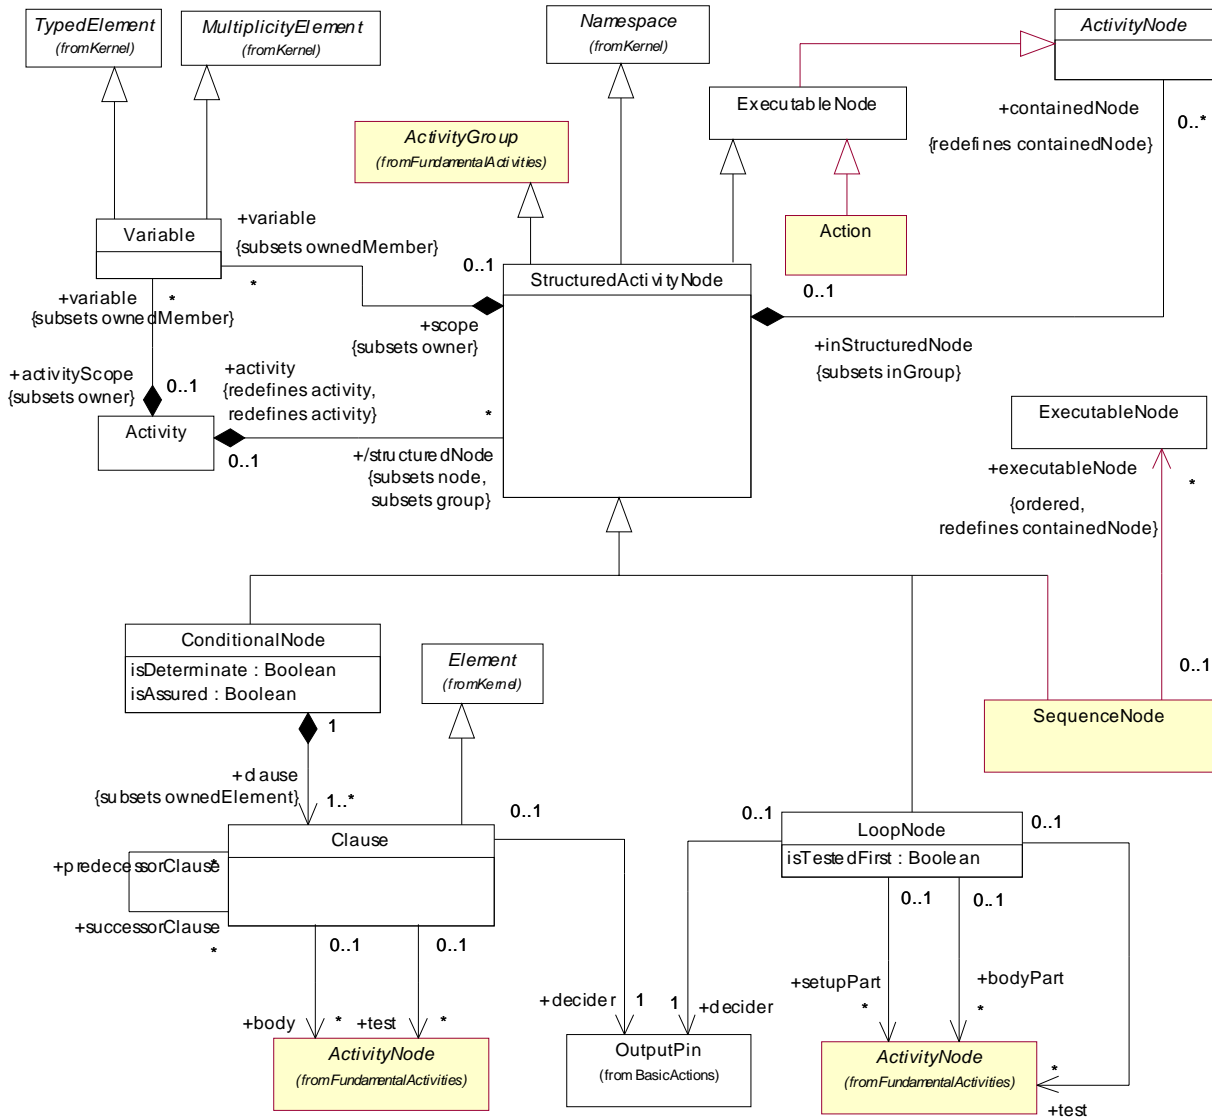 TypedElement
(fromKernel)
MultiplicityElement
(fromKernel)
Namespace
(fromKernel)
ActivityNode
ExecutableNode
+containedNode
0..*
{redefines containedNode}
ActivityGroup
(fromFundamentalActivities)
Action
Variable
+variable
{subsets ownedMember}
*
0..1
StructuredActivityNode
0..1
+variable
*
{subsets ownedMember}
+scope
{subsets owner}
+inStructuredNode
{subsets inGroup}
+activityScope
{subsets owner}
0..1
+activity
{redefines activity,
redefines activity}
*
Activity
0..1
+/structuredNode
{subsets node,
subsets group}
ExecutableNode
+executableNode
*
{ordered,
redefines containedNode}
ConditionalNode
isDeterminate : Boolean
isAssured : Boolean
1
Element
(fromKernel)
0..1
SequenceNode
+clause
{subsets ownedElement}
1..*
0..1
Clause
+predecessorClause
*
+successorClause
*
0..1
0..1
0..1
LoopNode
isTestedFirst : Boolean
0..1
0..1
0..1
+setupPart
*
+bodyPart
*
+decider
1
1
+decider
+body
*
+test
*
ActivityNode
(fromFundamentalActivities)
OutputPin
(from BasicActions)
ActivityNode
(fromFundamentalActivities)
*
+test